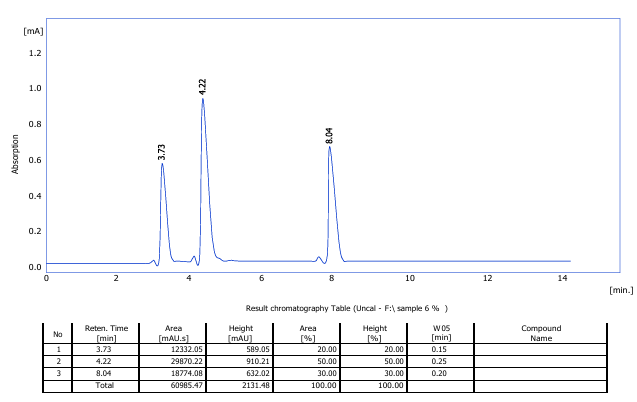 [mA]
1.2
1.0
0.8
0.6
0.4
0.2
0.0
Absorption
3.73
4.22
8.04
0 2 4 6 8 10 12 14
[min.]
Result chromatography Table (Uncal - F:\ sample 6 % )
No Reten. Time [min] Area [mAU.s] Height [mAU] Area [%] Height [%] W05 [min] Compound Name
1 3.73 12332.05 589.05 20.00 20.00 0.15
2 4.22 29870.22 910.21 50.00 50.00 0.25
3 8.04 18774.08 632.02 30.00 30.00 0.20
Total 60985.47 2131.48 100.00 100.00